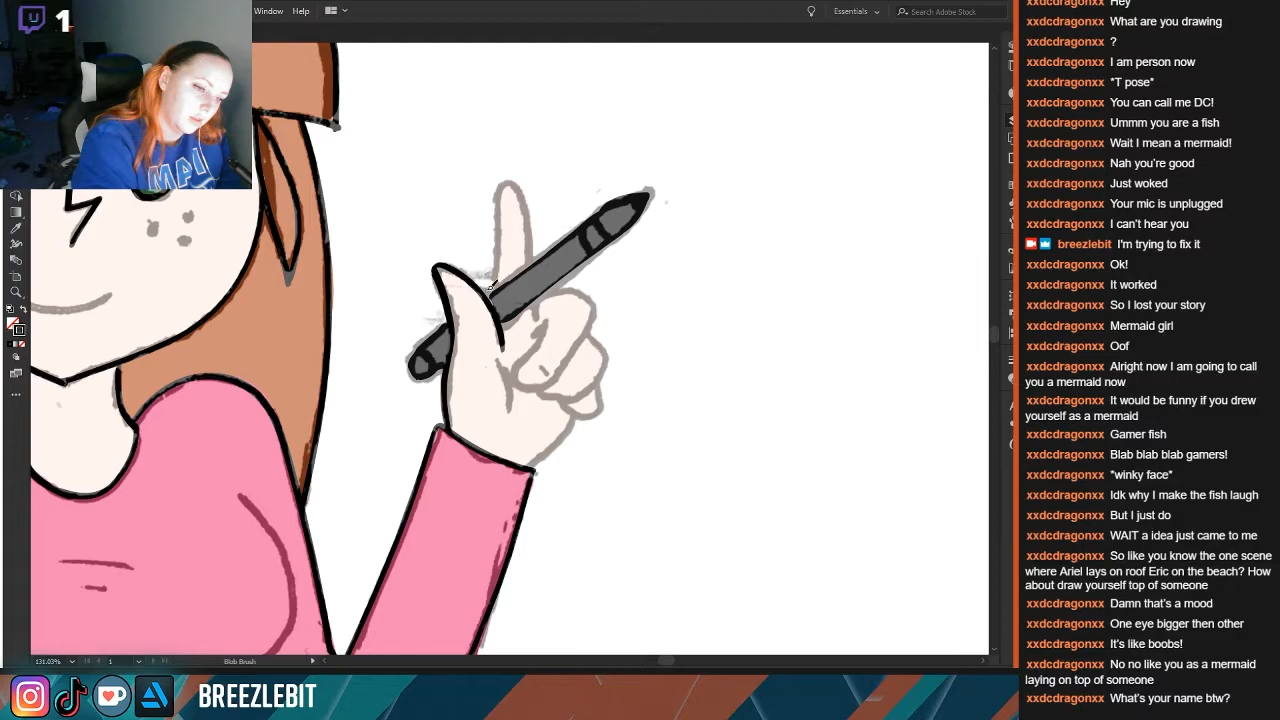 1
Window Help
Essentials
Search Adobe Stock
MAI
131.03%
1
Blob Brush
BREEZLEBIT
Hey
xxdcdragonxx What are you drawing
xxdcdragonxx ?
xxdcdragonxx I am person now
xxdcdragonxx *T pose*
xxdcdragonxx You can call me DC!
xxdcdragonxx Ummm you are a fish
xxdcdragonxx Wait I mean a mermaid!
xxdcdragonxx Nah you're good
xxdcdragonxx Just woked
xxdcdragonxx Your mic is unplugged
xxdcdragonxx I can't hear you
breezlebit I'm trying to fix it
xxdcdragonxx Ok!
xxdcdragonxx It worked
xxdcdragonxx So I lost your story
xxdcdragonxx Mermaid girl
xxdcdragonxx Oof
xxdcdragonxx Alright now I am going to call
you a mermaid now
xxdcdragonxx It would be funny if you drew
yourself as a mermaid
xxdcdragonxx Gamer fish
xxdcdragonxx Blab blab blab gamers!
xxdcdragonxx *winky face*
xxdcdragonxx Idk why I make the fish laugh
xxdcdragonxx But I just do
xxdcdragonxx WAIT a idea just came to me
xxdcdragonxx So like you know the one scene
where Ariel lays on roof Eric on the beach? How
about draw yourself top of someone
xxdcdragonxx Damn that's a mood
xxdcdragonxx One eye bigger then other
xxdcdragonxx It's like boobs!
xxdcdragonxx No no like you as a mermaid
laying on top of someone
xxdcdragonxx What's your name btw?